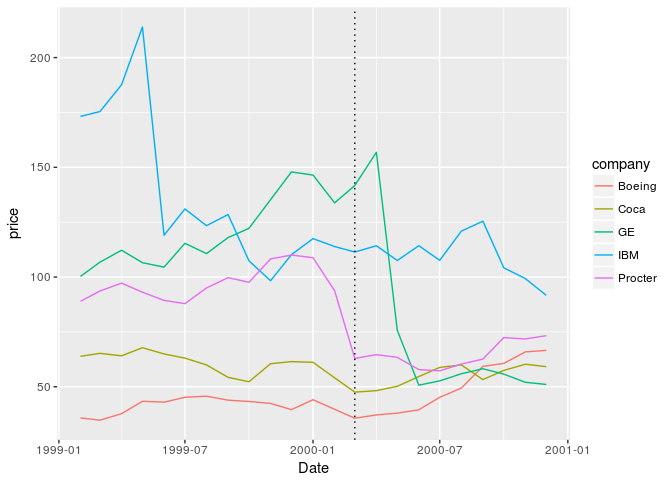 200
150
100
50
price
1999-01
1999-07
2000-01
2000-07
2001-01
Date
company
Boeing
Coca
GE
IBM
Procter